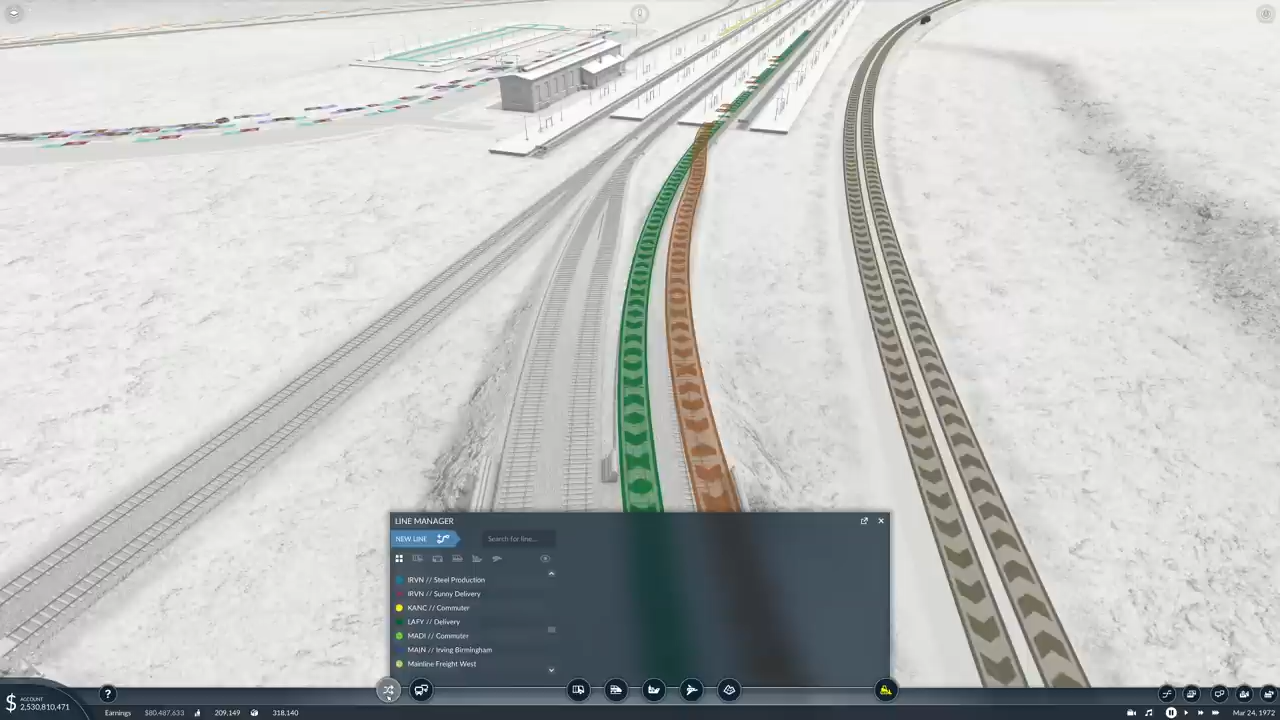 LINE MANAGER
NEW LINE
Search for line...
IRVN // Steel Production
IRVN // Sunny Delivery
KANC // Commuter
LAFY // Delivery
MADI // Commuter
MAIN // Irving Birmingham
Mainline Freight West
$ ACCOUNT
2,530,810,471
?
Earnings $80,487,633 209,149 318,140
Mar 24, 1972